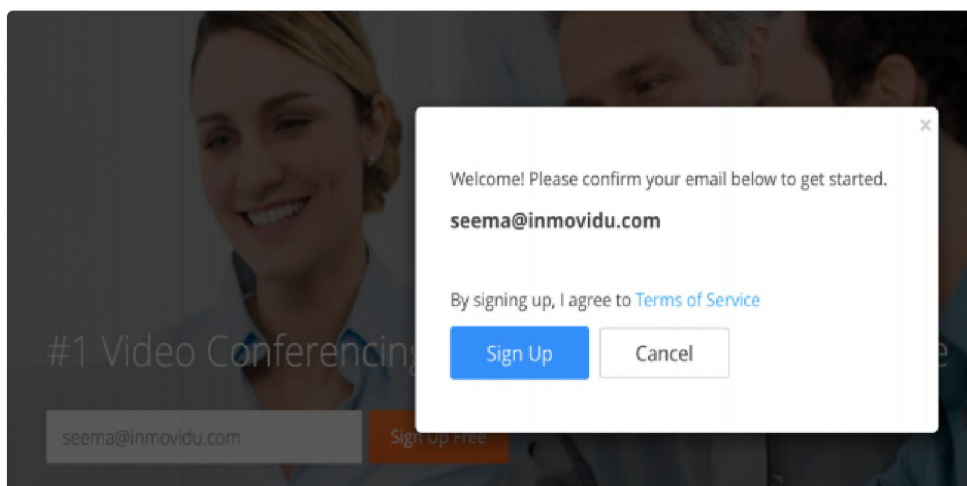 x
Welcome! Please confirm your email below to get started.
seema@inmovidu.com
By signing up, I agree to Terms of Service
Sign Up
Cancel
#1 Video Conferencing
e
seema@inmovidu.com
Sign Up Free